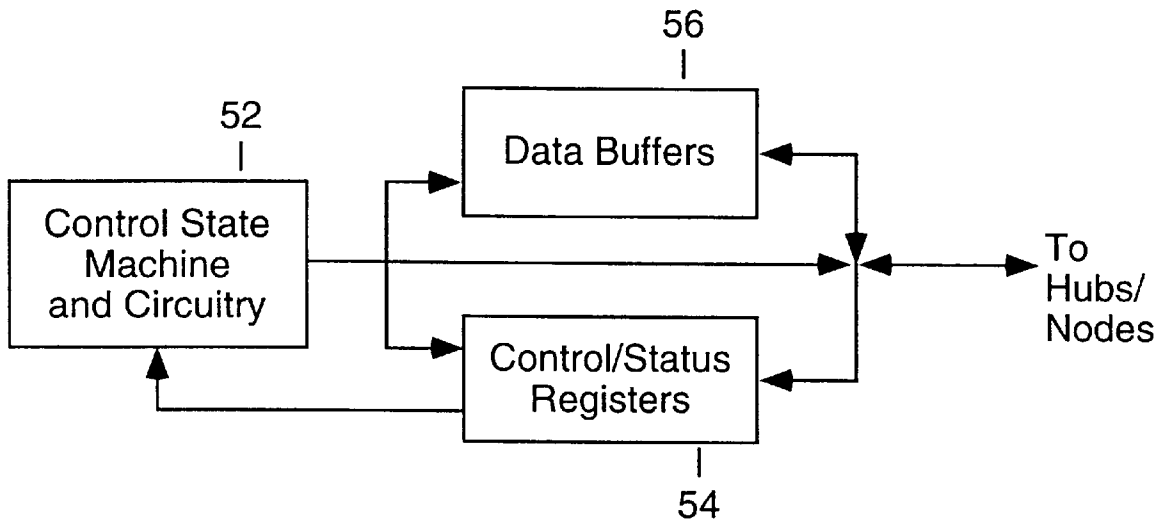 56
Data Buffers
52
Control State
Machine
and Circuitry
To
Hubs/
Nodes
Control/Status
Registers
54